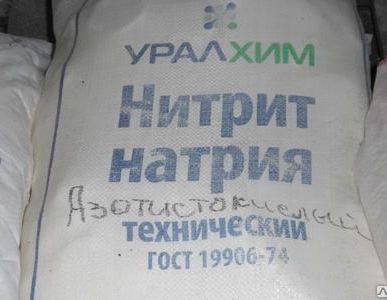 УРАЛХИМ
Нитрит
натрия
Азотистокислый
технический
ГОСТ 19906-74